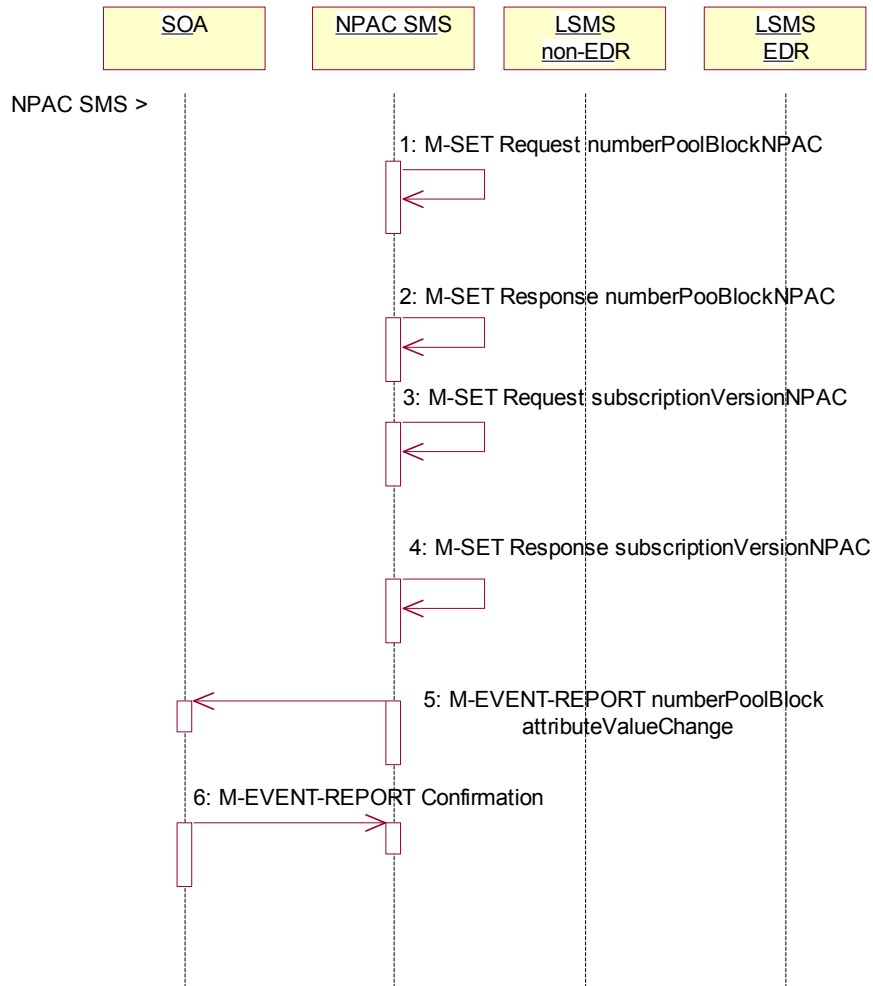 SOA
NPAC SMS
LSMS
non-EDR
LSMS
EDR
NPAC SMS >
1: M-SET Request numberPoolBlockNPAC
2: M-SET Response numberPooBlockNPAC
3: M-SET Request subscriptionVersionNPAC
4: M-SET Response subscriptionVersionNPAC
5: M-EVENT-REPORT numberPoolBlock
attributeValueChange
6: M-EVENT-REPORT Confirmation